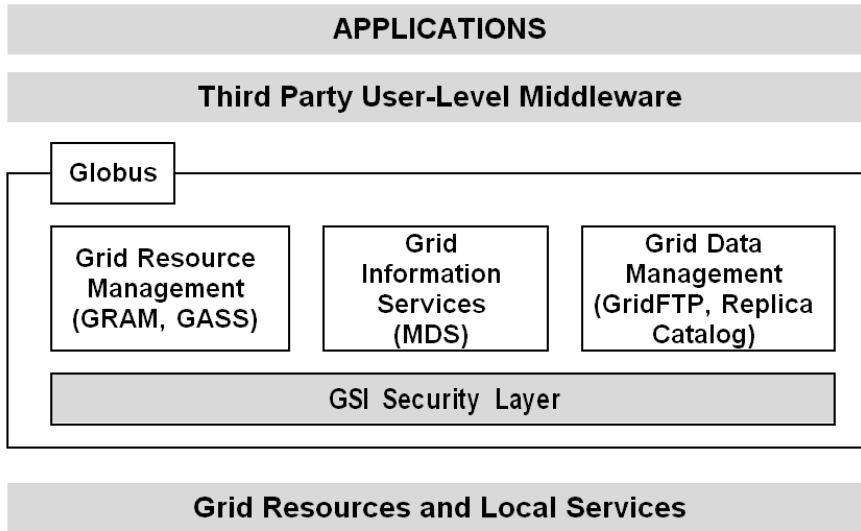 APPLICATIONS
Third Party User-Level Middleware
Globus
Grid Resource
Management
(GRAM, GASS)
Grid
Information
Services
(MDS)
Grid Data
Management
(GridFTP, Replica
Catalog)
GSI Security Layer
Grid Resources and Local Services